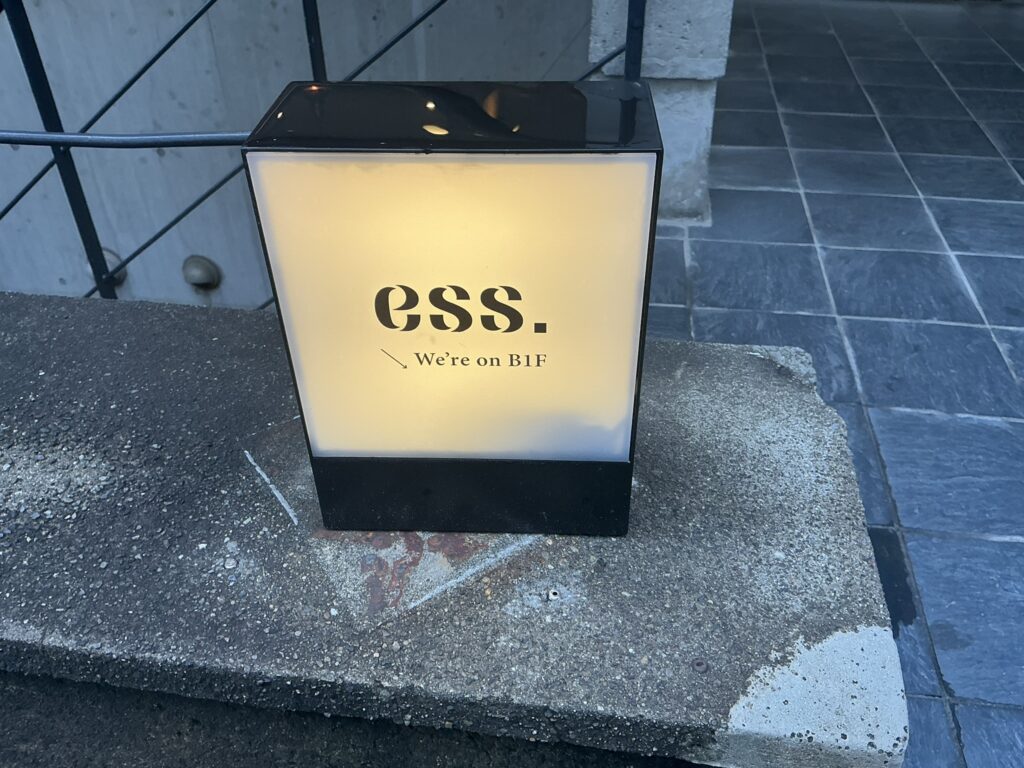 ess.
↘ We're on B1F